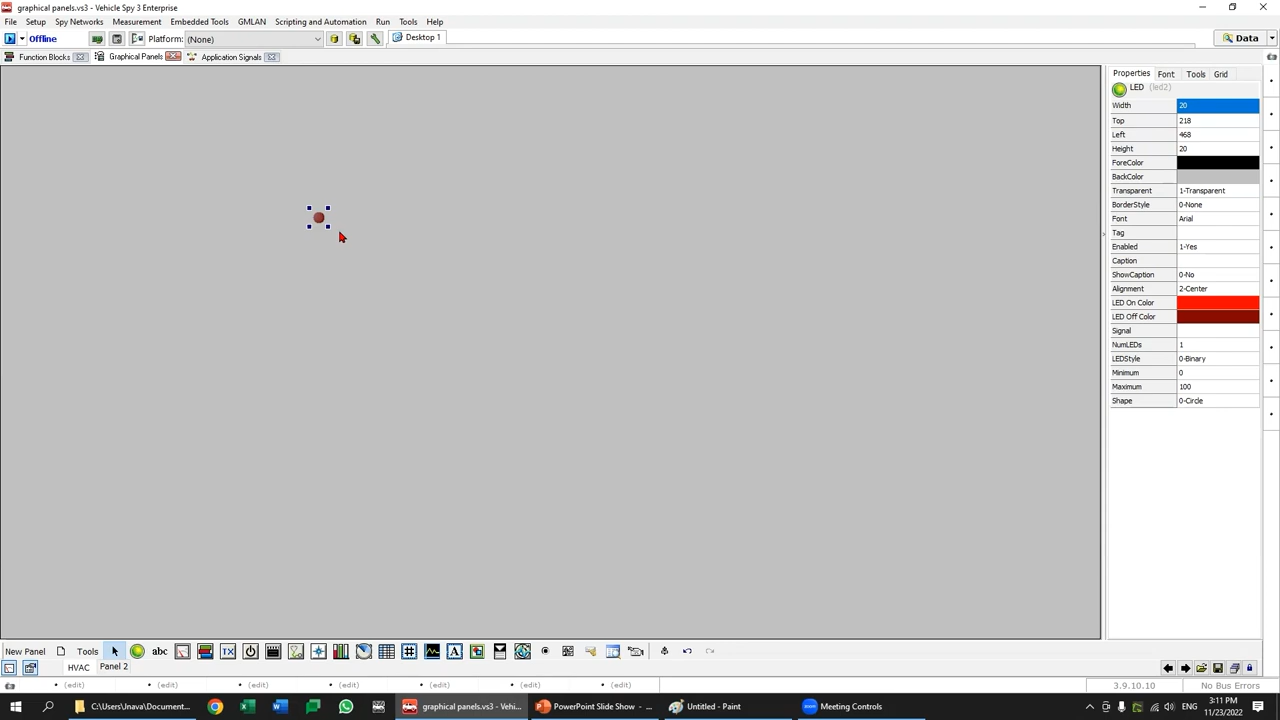 graphical panels.vs3 - Vehicle Spy 3 Enterprise
File Setup Spy Networks Measurement Embedded Tools GMLAN Scripting and Automation Run Tools Help
Offline Platform: (None) Desktop 1 Data
Function Blocks Graphical Panels Application Signals
Properties Font Tools Grid
LED (led2)
Width 20
Top 218
Left 468
Height 20
ForeColor
BackColor
Transparent 1-Transparent
BorderStyle 0-None
Font Arial
Tag
Enabled 1-Yes
Caption
ShowCaption 0-No
Alignment 2-Center
LED On Color
LED Off Color
Signal
NumLEDs 1
LEDStyle 0-Binary
Minimum 0
Maximum 100
Shape 0-Circle
New Panel Tools abc TX A
HVAC Panel 2
(edit) (edit) (edit) (edit) (edit) (edit) (edit) 3.9.10.10 No Bus Errors
C:\Users\Unava\Document... graphical panels.vs3 - Vehi... PowerPoint Slide Show - ... Untitled - Paint Meeting Controls ENG 3:11 PM
11/23/2022